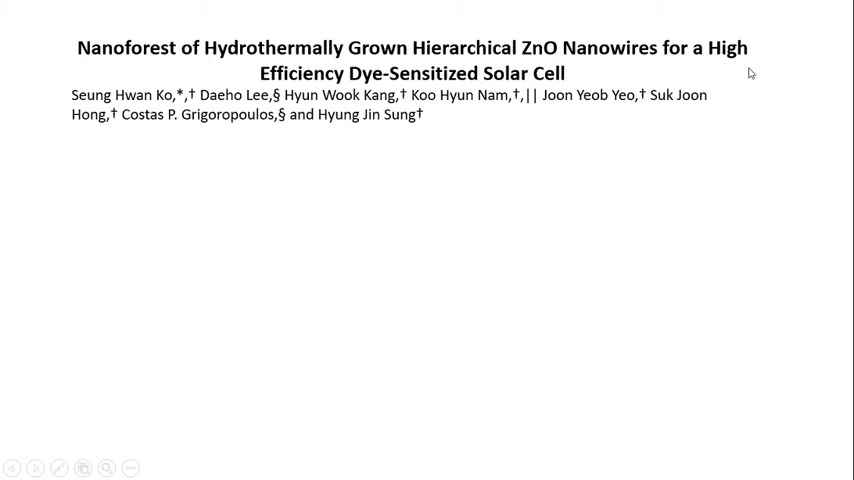 Nanoforest of Hydrothermally Grown Hierarchical ZnO Nanowires for a High
Efficiency Dye-Sensitized Solar Cell
Seung Hwan Ko,*,† Daeho Lee,§ Hyun Wook Kang,† Koo Hyun Nam,†,|| Joon Yeob Yeo,† Suk Joon
Hong,† Costas P. Grigoropoulos,§ and Hyung Jin Sung†